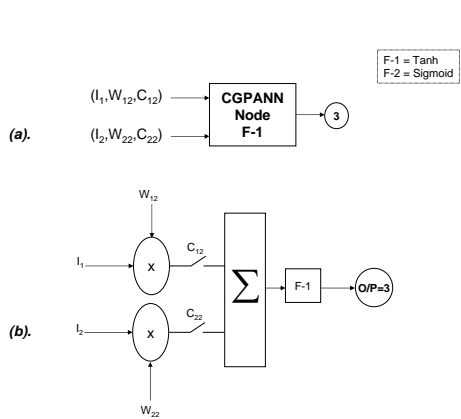 F-1 = Tanh
F-2 = Sigmoid
(a).
(I₁,W₁₂,C₁₂)
(I₂,W₂₂,C₂₂)
CGPANN
Node
F-1
3
(b).
W₁₂
I₁
x
C₁₂
I₂
x
C₂₂
W₂₂
∑
F-1
O/P=3